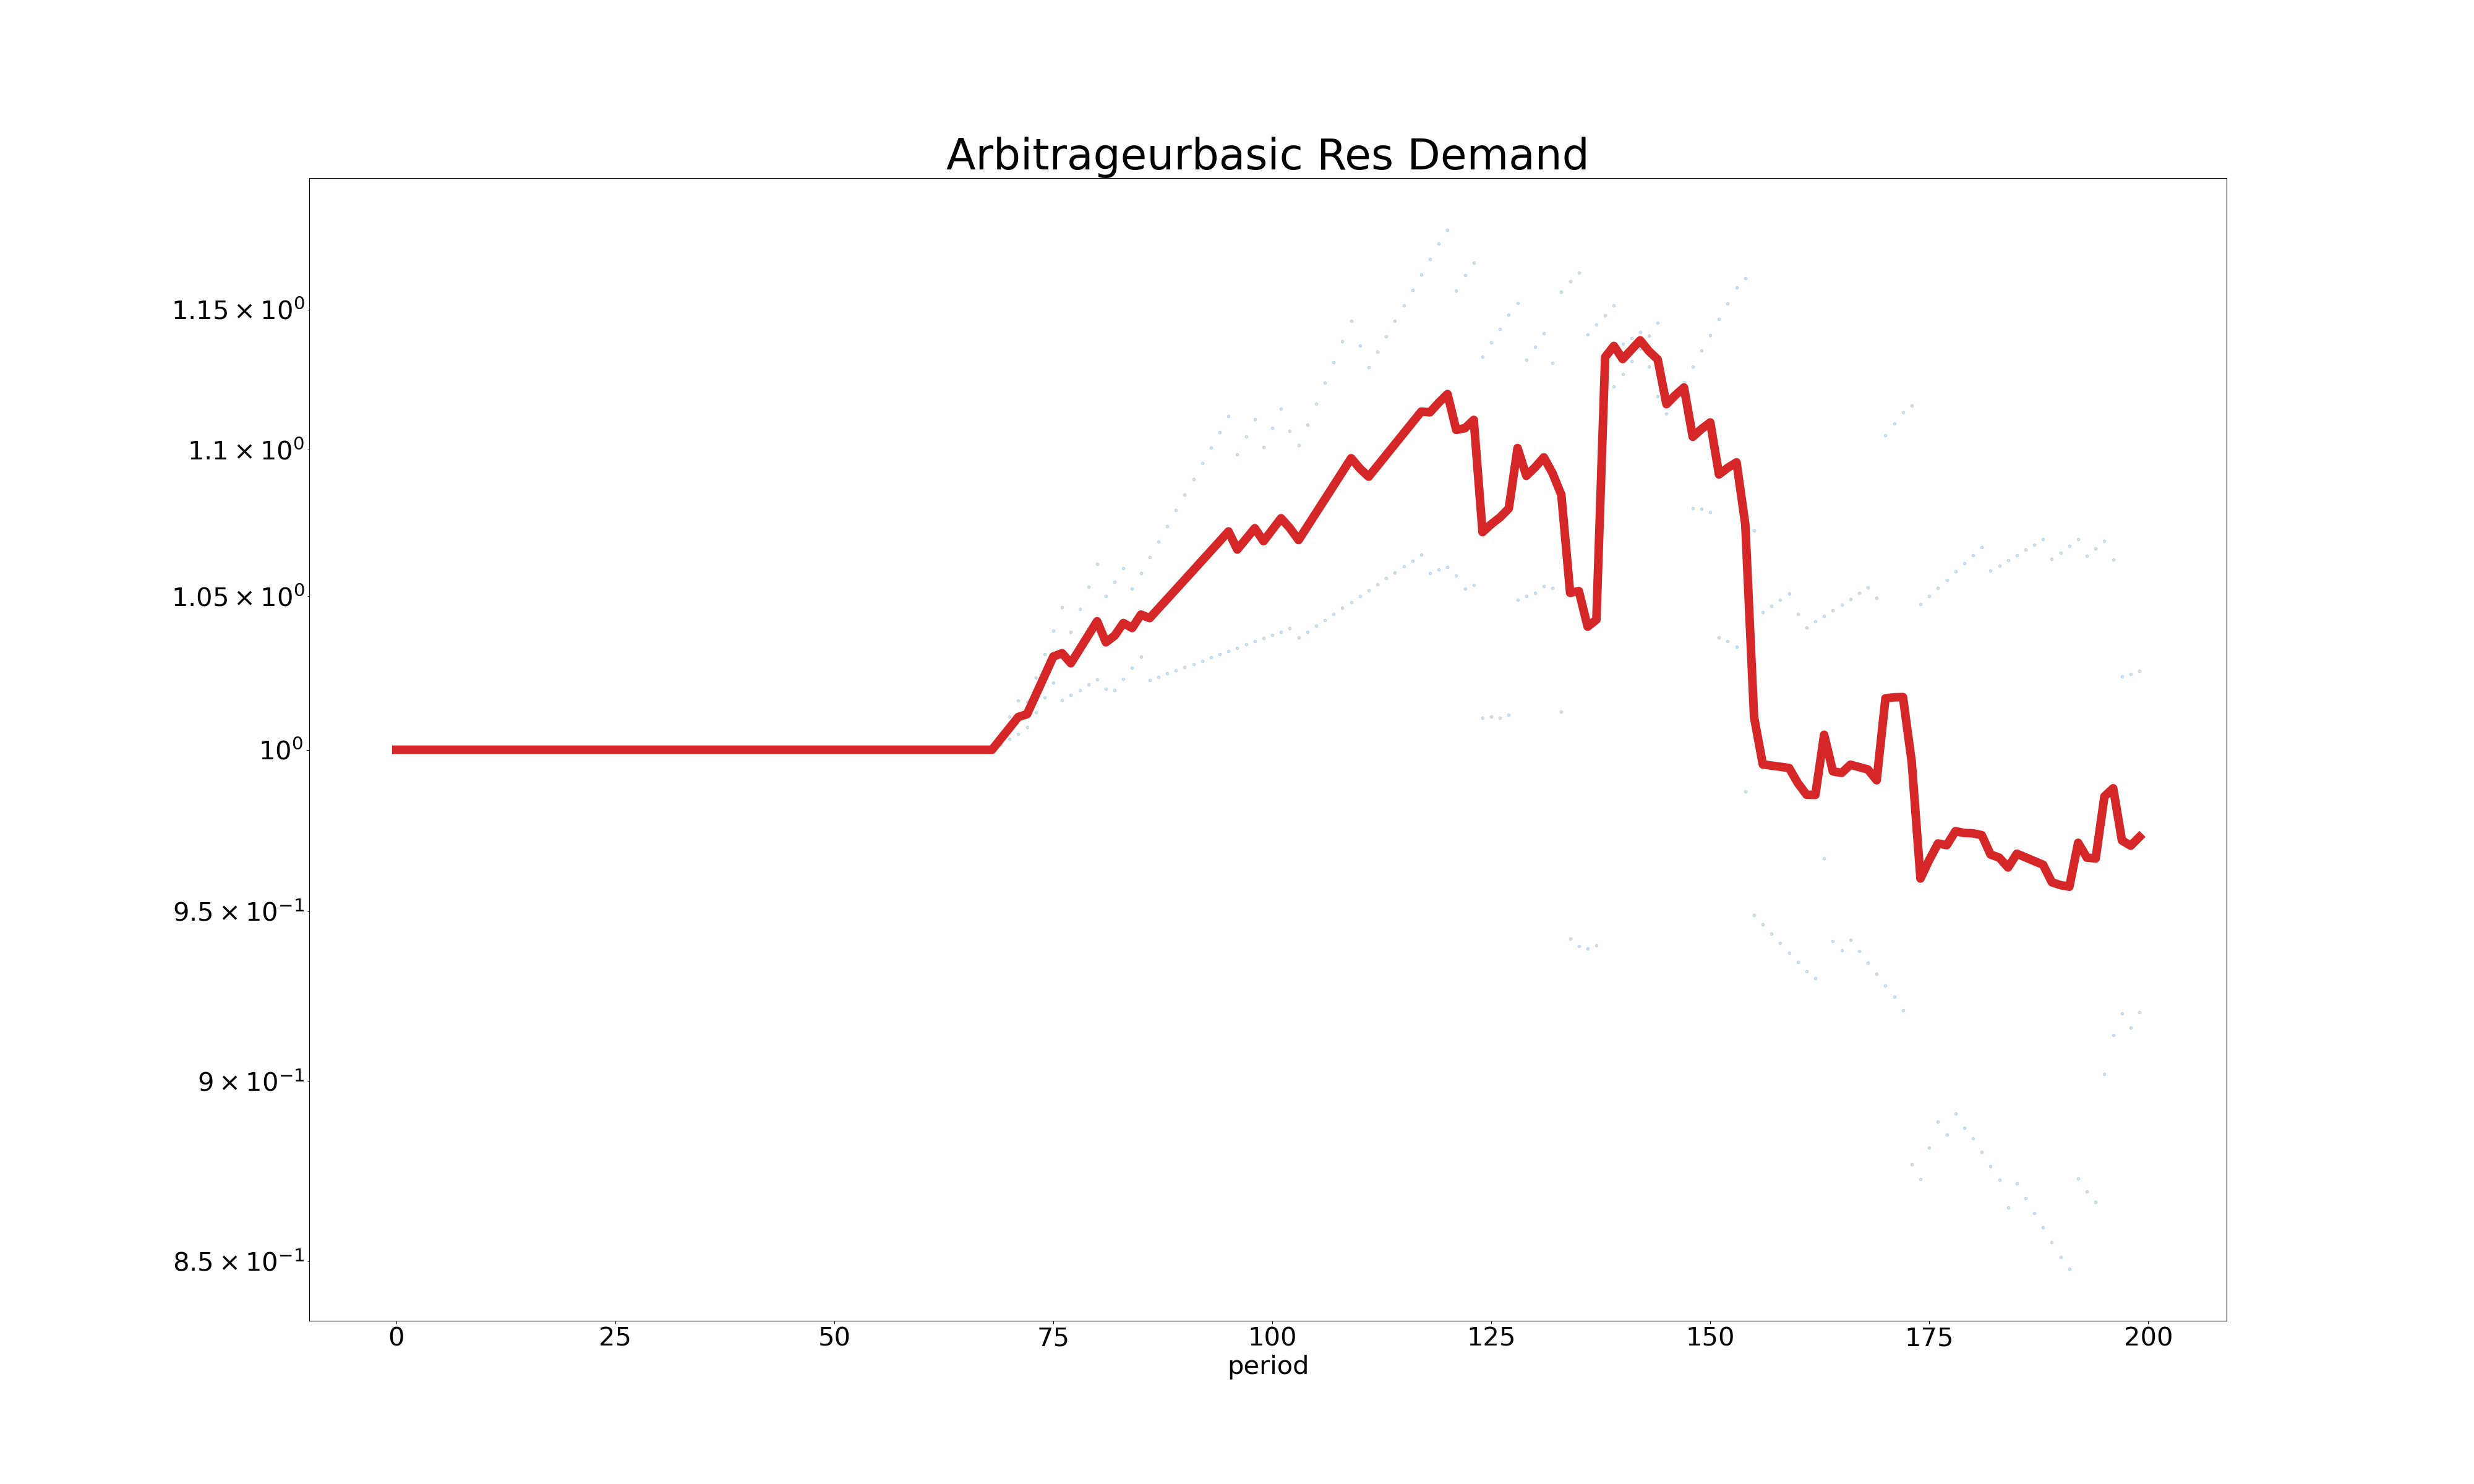 Arbitrageurbasic Res Demand
1.15 × 10⁰
1.1 × 10⁰
1.05 × 10⁰
10⁰
9.5 × 10⁻¹
9 × 10⁻¹
8.5 × 10⁻¹
0 25 50 75 100 125 150 175 200
period